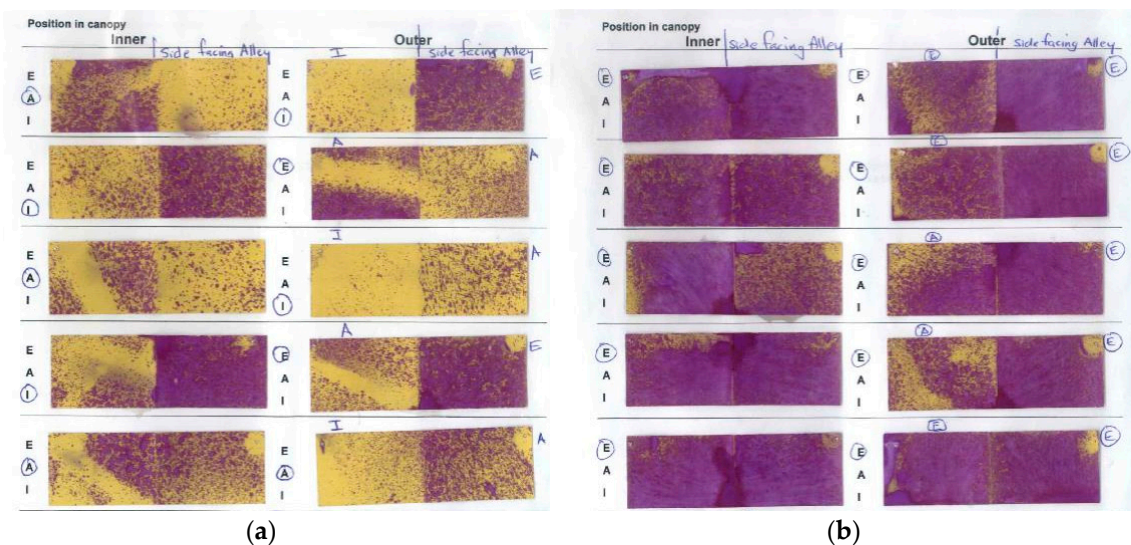 Position in canopy
Inner side facing Alley Outer side facing Alley
I
E E E
A A
I I
A
E E A
A A
I I
I
E E A
A A
I I
A
E E E
A A
I I
I
E E A
A A
I I
(a)
Position in canopy
Inner side facing Alley Outer side facing Alley
E
E E E
A A
I I
E
E E E
A A
I I
A
E E E
A A
I I
A
E E E
A A
I I
E
E E E
A A
I I
(b)